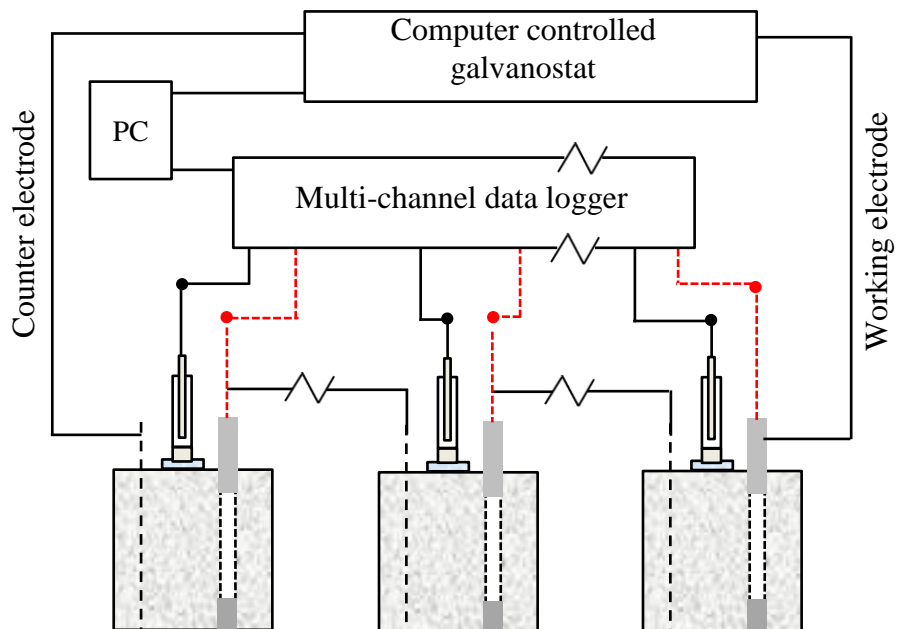 Computer controlled
galvanostat
PC
Multi-channel data logger
Counter electrode
Working electrode